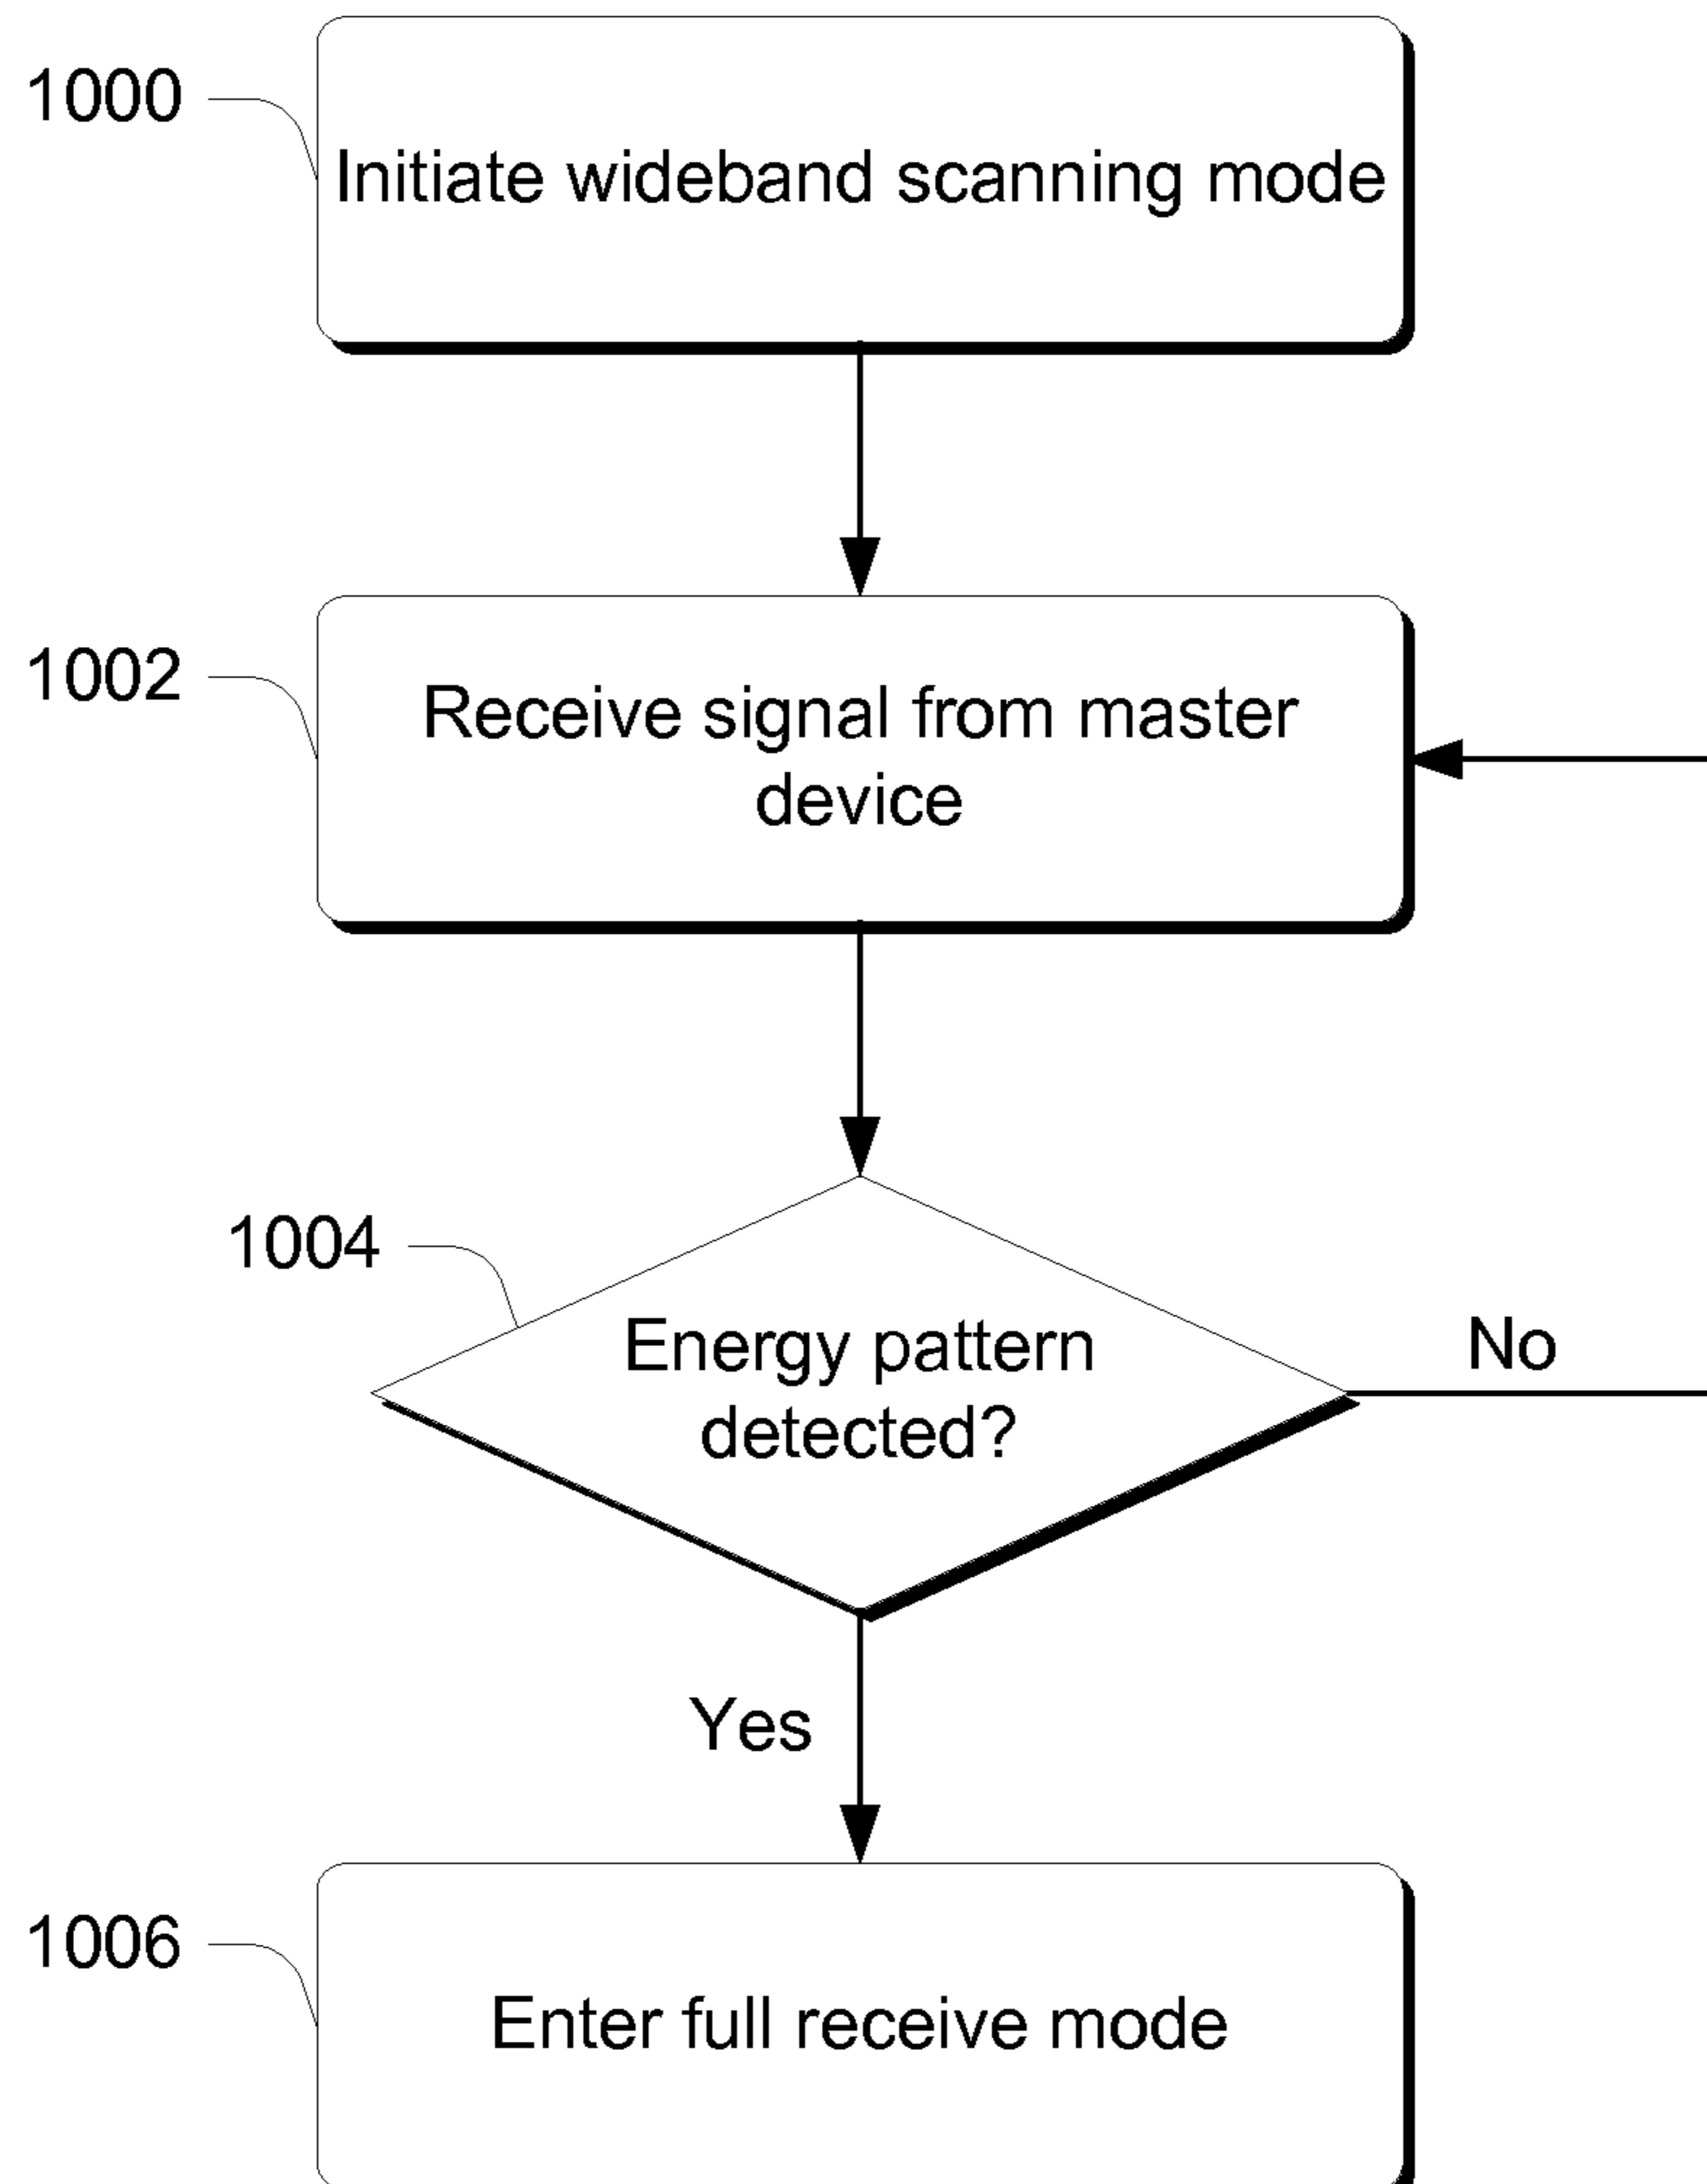 1000
Initiate wideband scanning mode
1002
Receive signal from master
device
1004
Energy pattern
detected?
No
Yes
1006
Enter full receive mode